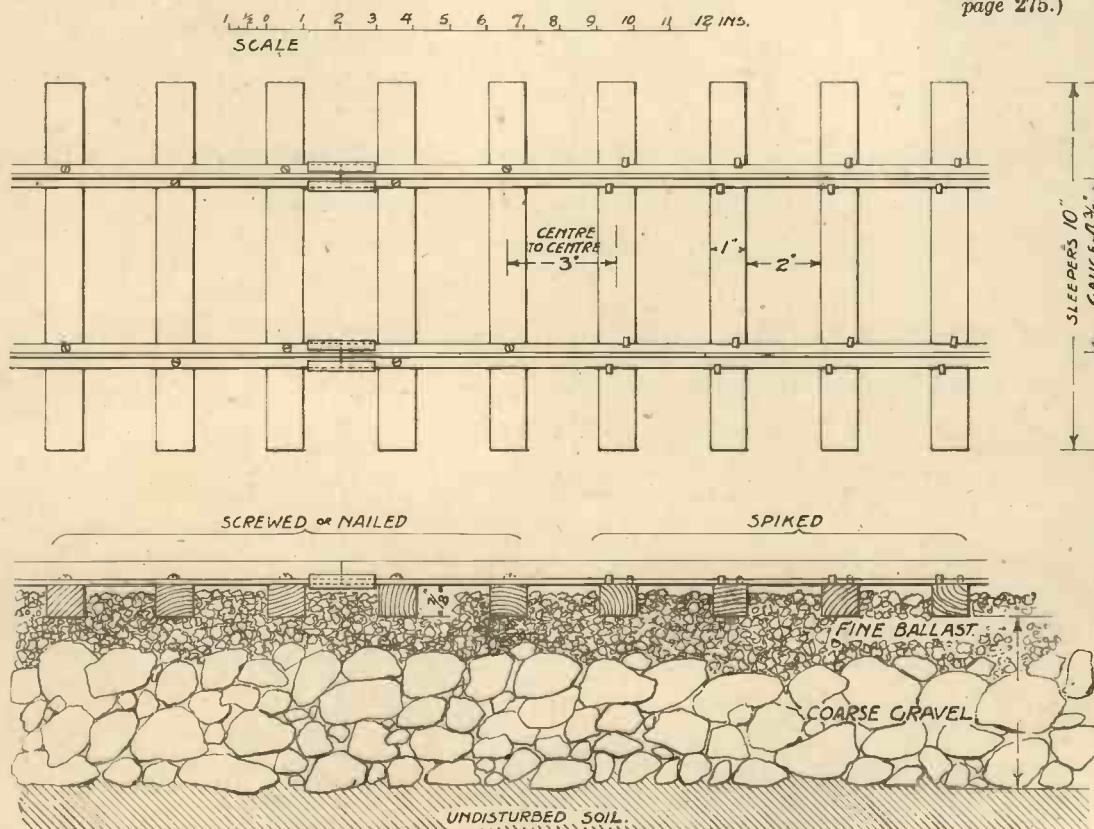 page 275.)
1 ½ 0 1 2 3 4 5 6 7 8 9 10 11 12 INS.
SCALE
CENTRE
TO CENTRE
3"
1"
2"
SLEEPERS 10"
SCREWED OR NAILED
SPIKED
⅞"
FINE BALLAST.
COARSE GRAVEL
UNDISTURBED SOIL.